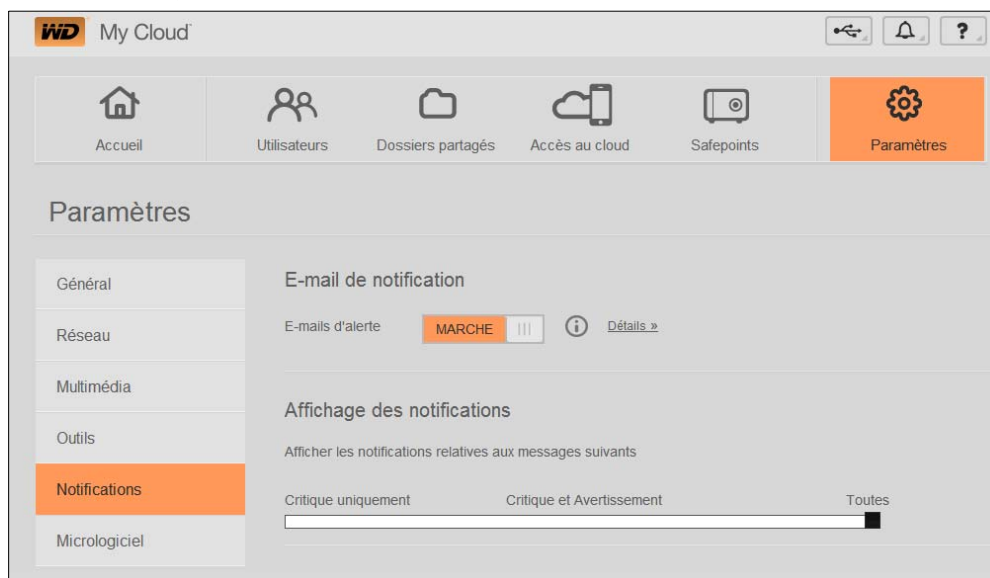 WD My Cloud
?
Accueil
Utilisateurs
Dossiers partagés
Accès au cloud
Safepoints
Paramètres
Paramètres
Général
Réseau
Multimédia
Outils
Notifications
Micrologiciel
E-mail de notification
E-mails d'alerte MARCHE Détails »
Affichage des notifications
Afficher les notifications relatives aux messages suivants
Critique uniquement Critique et Avertissement Toutes